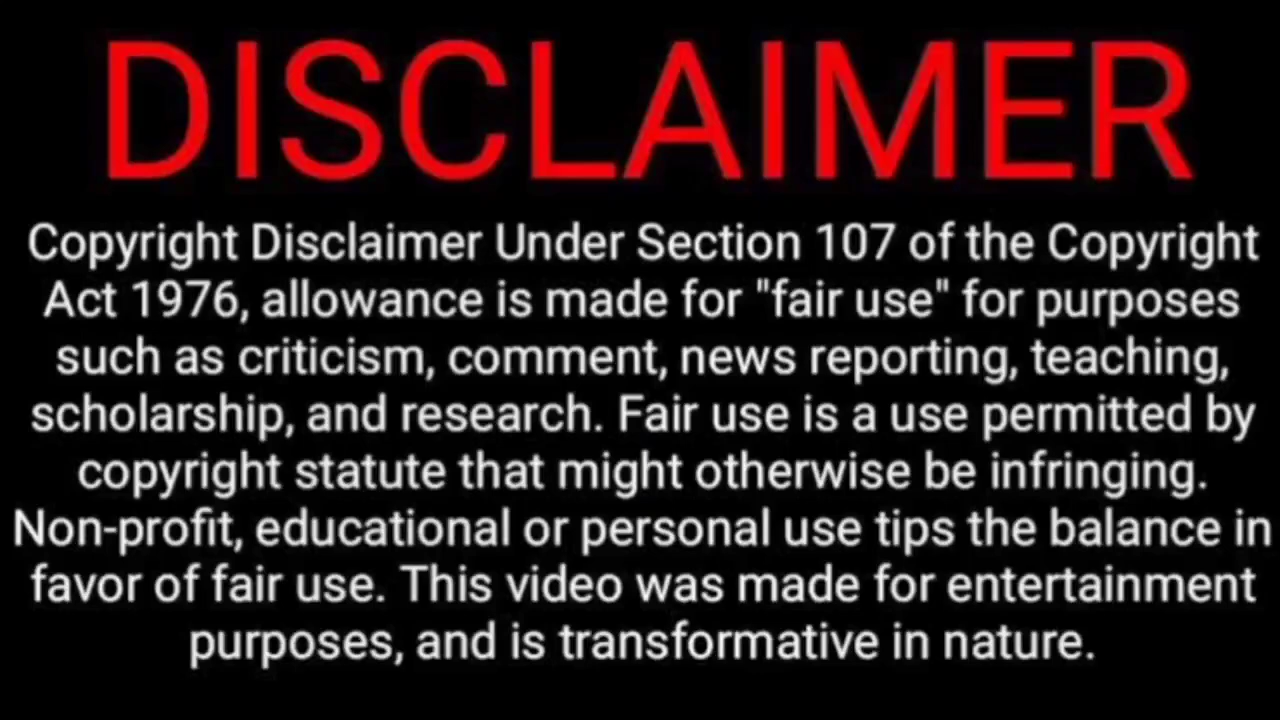 DISCLAIMER
Copyright Disclaimer Under Section 107 of the Copyright
Act 1976, allowance is made for "fair use" for purposes
such as criticism, comment, news reporting, teaching,
scholarship, and research. Fair use is a use permitted by
copyright statute that might otherwise be infringing.
Non-profit, educational or personal use tips the balance in
favor of fair use. This video was made for entertainment
purposes, and is transformative in nature.